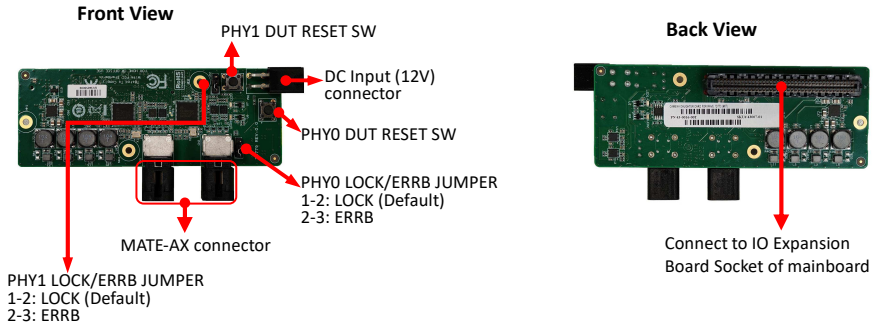 Front View
Back View
PHY1 DUT RESET SW
DC Input (12V)
connector
PHY0 DUT RESET SW
PHY0 LOCK/ERRB JUMPER
1-2: LOCK (Default)
2-3: ERRB
MATE-AX connector
PHY1 LOCK/ERRB JUMPER
1-2: LOCK (Default)
2-3: ERRB
Connect to IO Expansion
Board Socket of mainboard
FC
RoHS